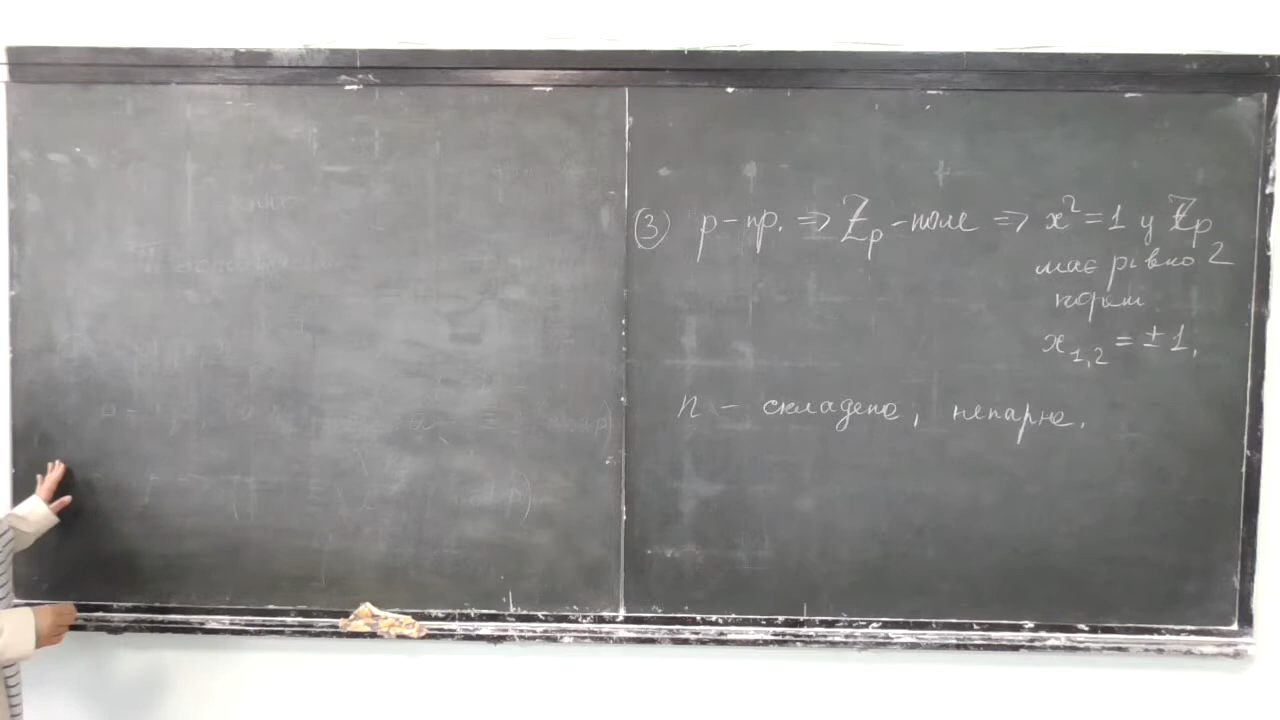 ③ p – пр. ⇒ ℤₚ – поле ⇒ x² = 1 у ℤₚ
має рівно 2
корені
x₁,₂ = ±1,
n – складене, непарне.